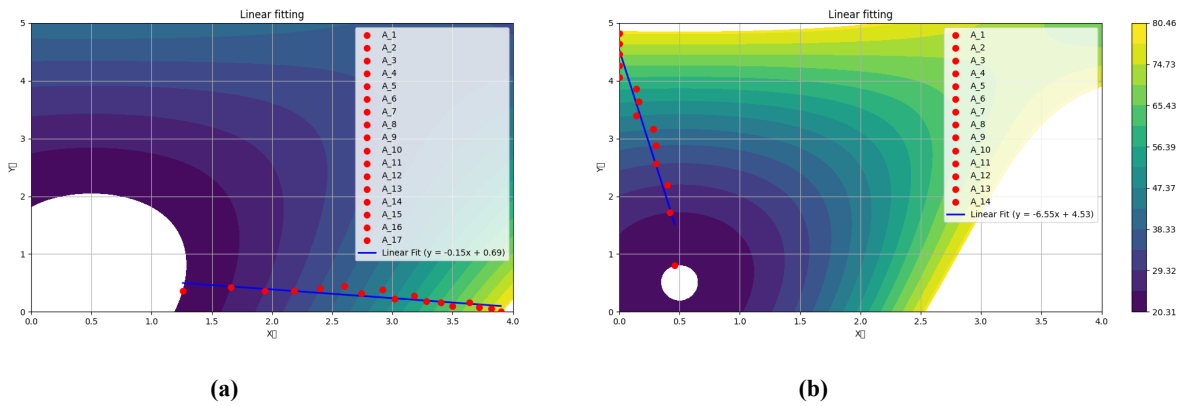 Linear fitting
5
4
3
2
1
0
Y▯
0.0 0.5 1.0 1.5 2.0 2.5 3.0 3.5 4.0
X▯
A_1
A_2
A_3
A_4
A_5
A_6
A_7
A_8
A_9
A_10
A_11
A_12
A_13
A_14
A_15
A_16
A_17
Linear Fit (y = -0.15x + 0.69)
(a)
Linear fitting
5
4
3
2
1
0
Y▯
0.0 0.5 1.0 1.5 2.0 2.5 3.0 3.5 4.0
X▯
A_1
A_2
A_3
A_4
A_5
A_6
A_7
A_8
A_9
A_10
A_11
A_12
A_13
A_14
Linear Fit (y = -6.55x + 4.53)
80.46
74.73
65.43
56.40
47.37
38.35
29.32
20.31
(b)